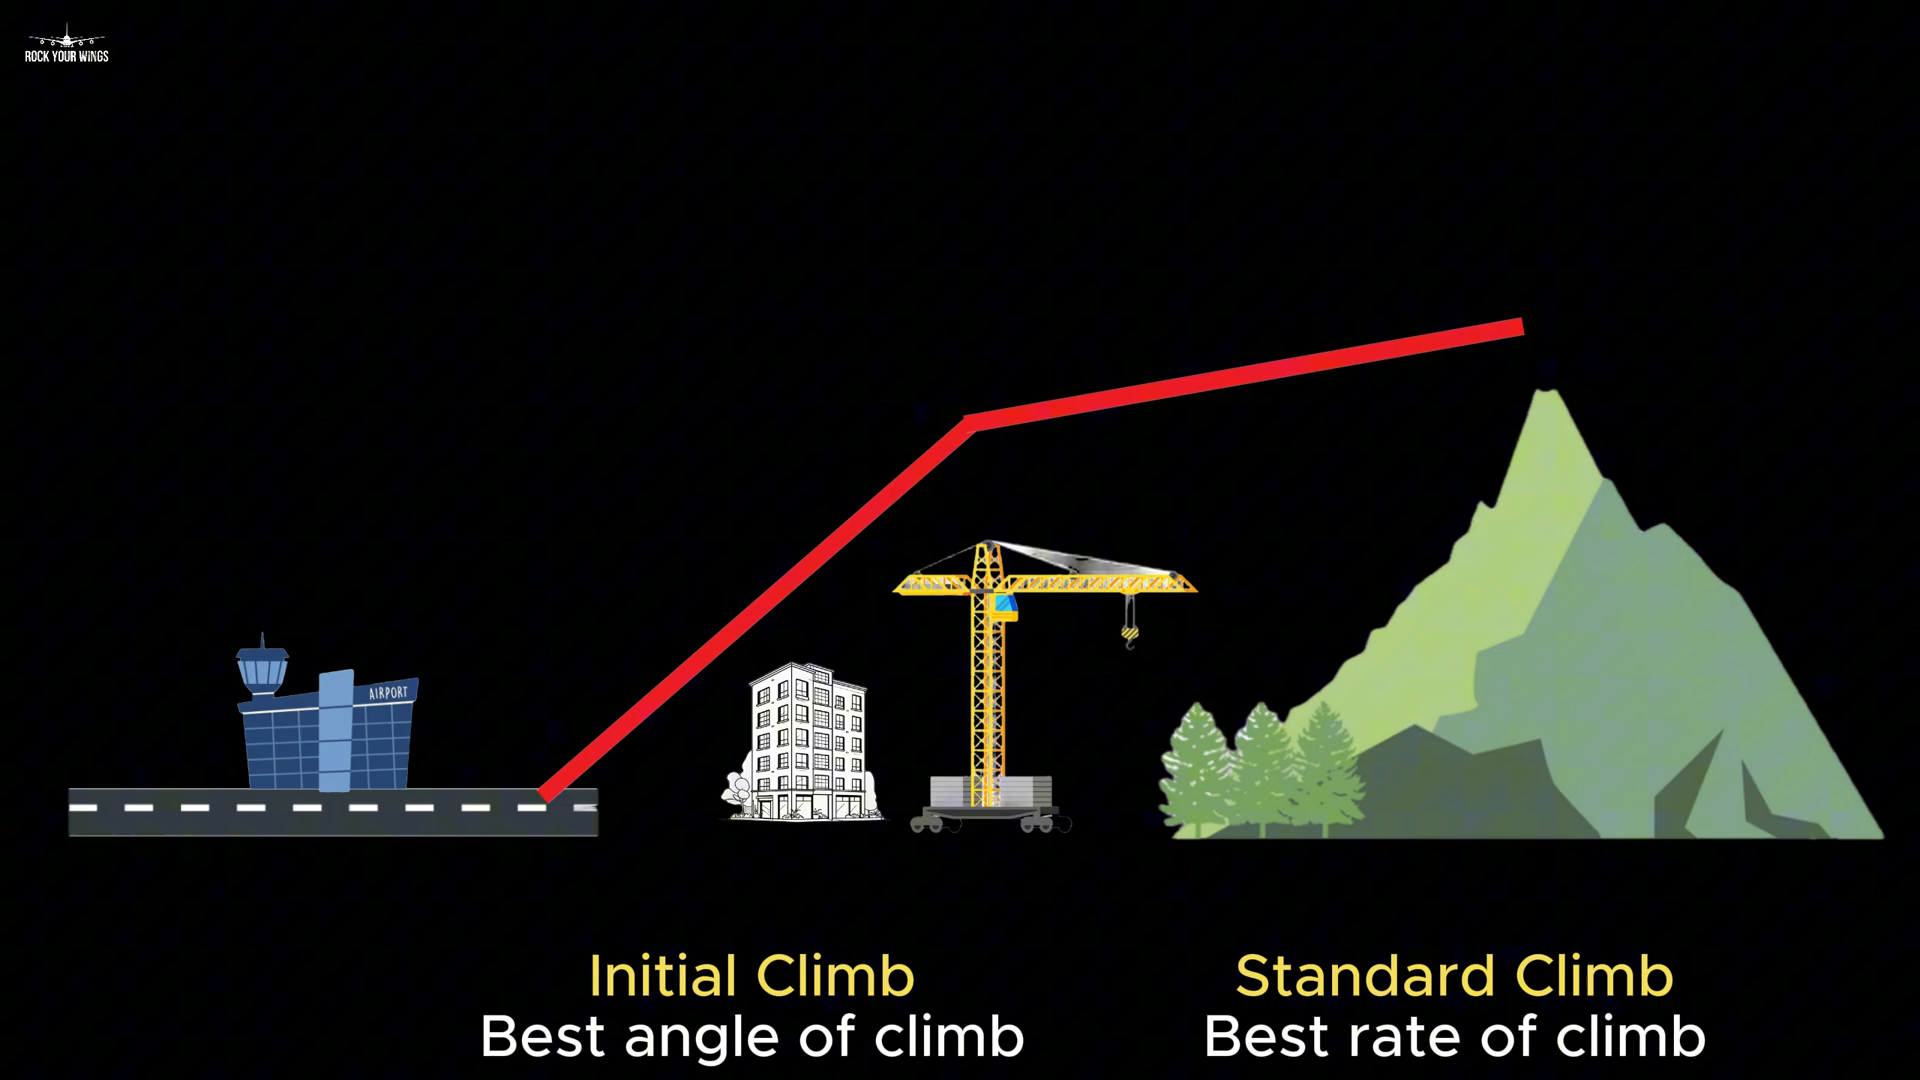 ROCK YOUR WINGS
AIRPORT
Initial Climb
Best angle of climb
Standard Climb
Best rate of climb